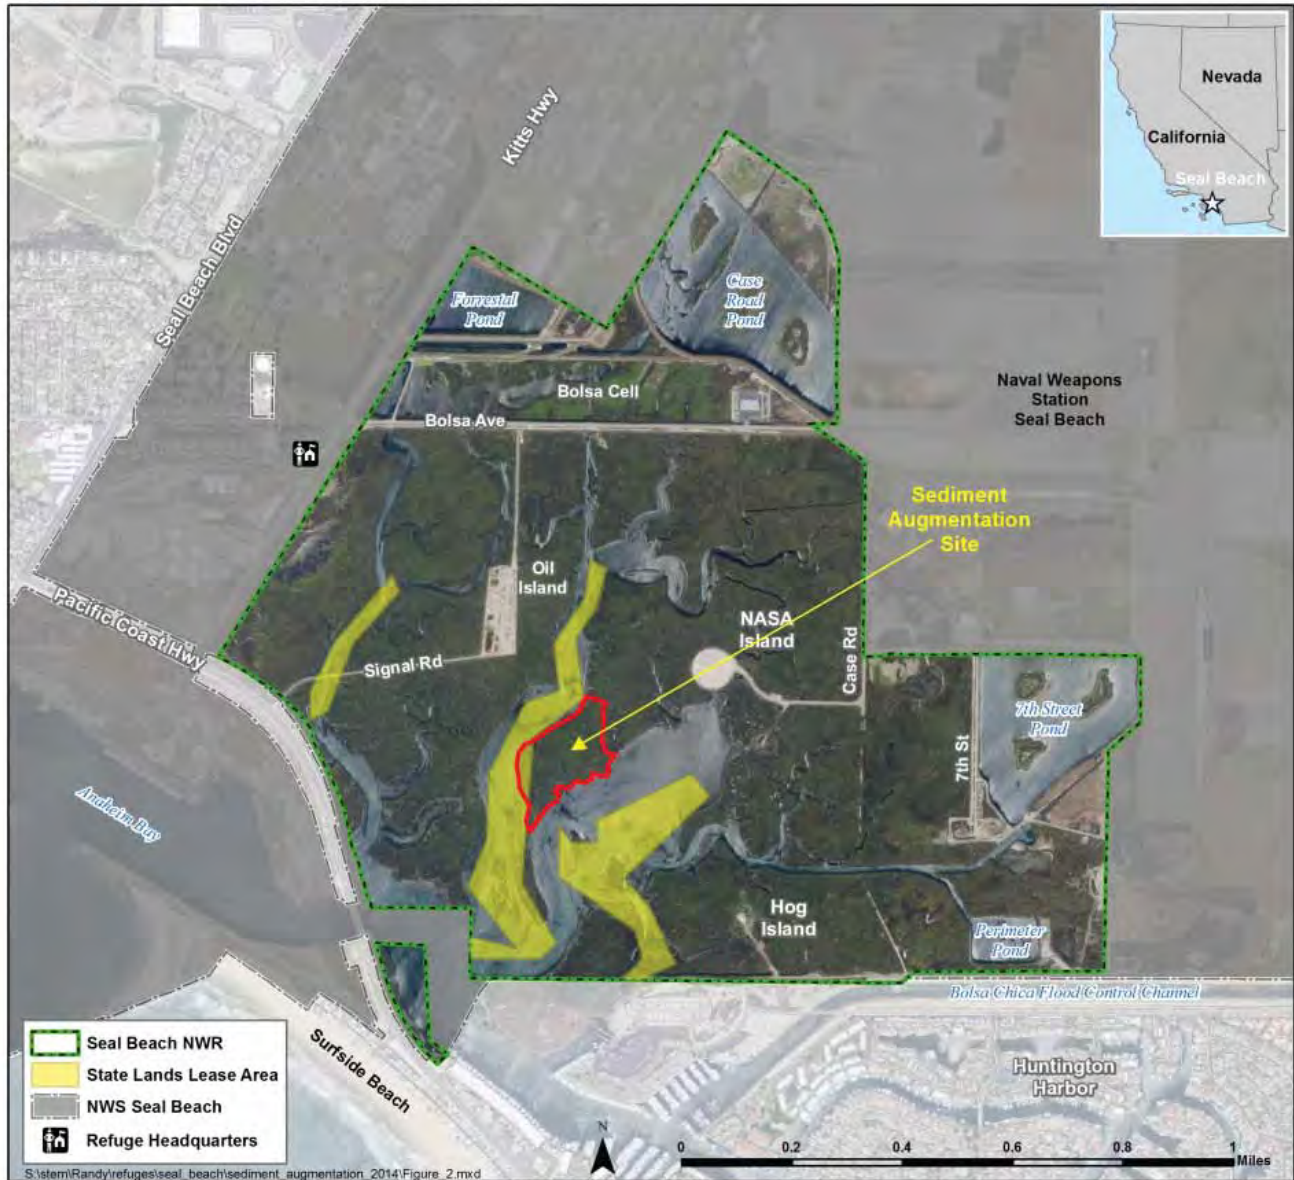 Nevada
California
Seal Beach
Kitts Hwy
Seal Beach Blvd
Forrestal
Pond
Case
Road
Pond
Bolsa Cell
Bolsa Ave
Naval Weapons
Station
Seal Beach
Sediment
Augmentation
Site
Oil
Island
NASA
Island
Pacific Coast Hwy
Signal Rd
Case Rd
7th Street
Pond
7th St
Anaheim Bay
Hog
Island
Perimeter
Pond
Bolsa Chica Flood Control Channel
Surfside Beach
Huntington
Harbor
Seal Beach NWR
State Lands Lease Area
NWS Seal Beach
Refuge Headquarters
N
0 0.2 0.4 0.6 0.8 1
Miles
S:\stem\Randy\refuges\seal_beach\sediment_augmentation_2014\Figure_2.mxd